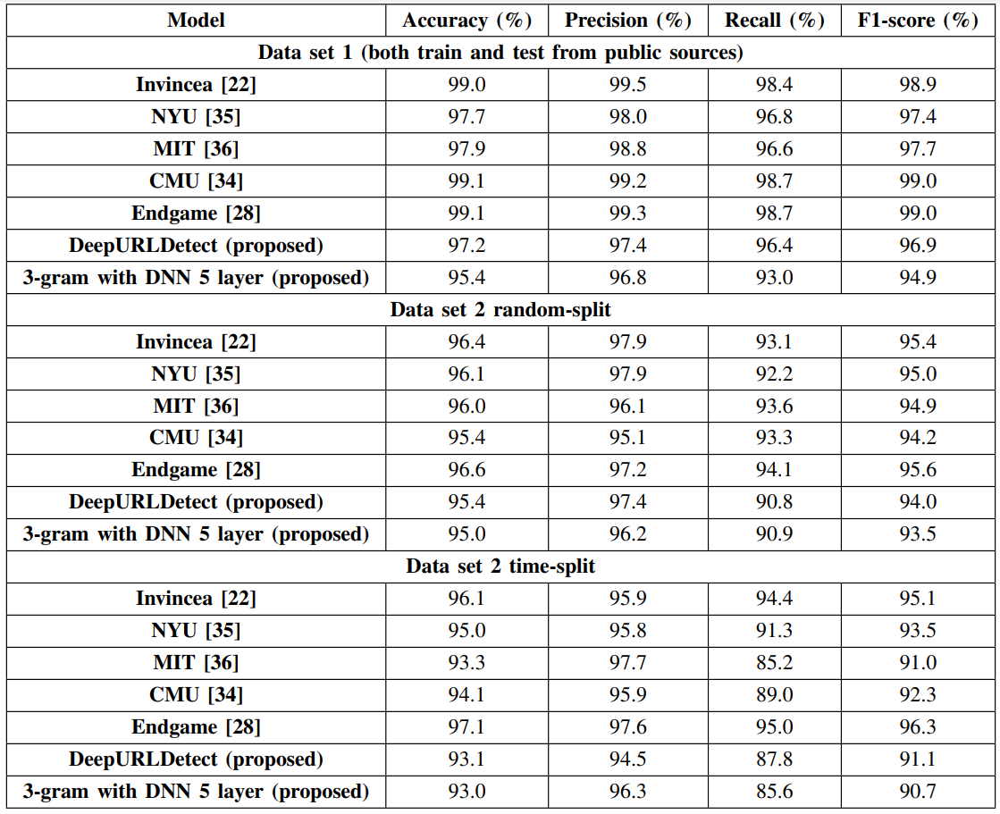 Model Accuracy (%) Precision (%) Recall (%) F1-score (%)
Data set 1 (both train and test from public sources)
Invincea [22] 99.0 99.5 98.4 98.9
NYU [35] 97.7 98.0 96.8 97.4
MIT [36] 97.9 98.8 96.6 97.7
CMU [34] 99.1 99.2 98.7 99.0
Endgame [28] 99.1 99.3 98.7 99.0
DeepURLDetect (proposed) 97.2 97.4 96.4 96.9
3-gram with DNN 5 layer (proposed) 95.4 96.8 93.0 94.9
Data set 2 random-split
Invincea [22] 96.4 97.9 93.1 95.4
NYU [35] 96.1 97.9 92.2 95.0
MIT [36] 96.0 96.1 93.6 94.9
CMU [34] 95.4 95.1 93.3 94.2
Endgame [28] 96.6 97.2 94.1 95.6
DeepURLDetect (proposed) 95.4 97.4 90.8 94.0
3-gram with DNN 5 layer (proposed) 95.0 96.2 90.9 93.5
Data set 2 time-split
Invincea [22] 96.1 95.9 94.4 95.1
NYU [35] 95.0 95.8 91.3 93.5
MIT [36] 93.3 97.7 85.2 91.0
CMU [34] 94.1 95.9 89.0 92.3
Endgame [28] 97.1 97.6 95.0 96.3
DeepURLDetect (proposed) 93.1 94.5 87.8 91.1
3-gram with DNN 5 layer (proposed) 93.0 96.3 85.6 90.7